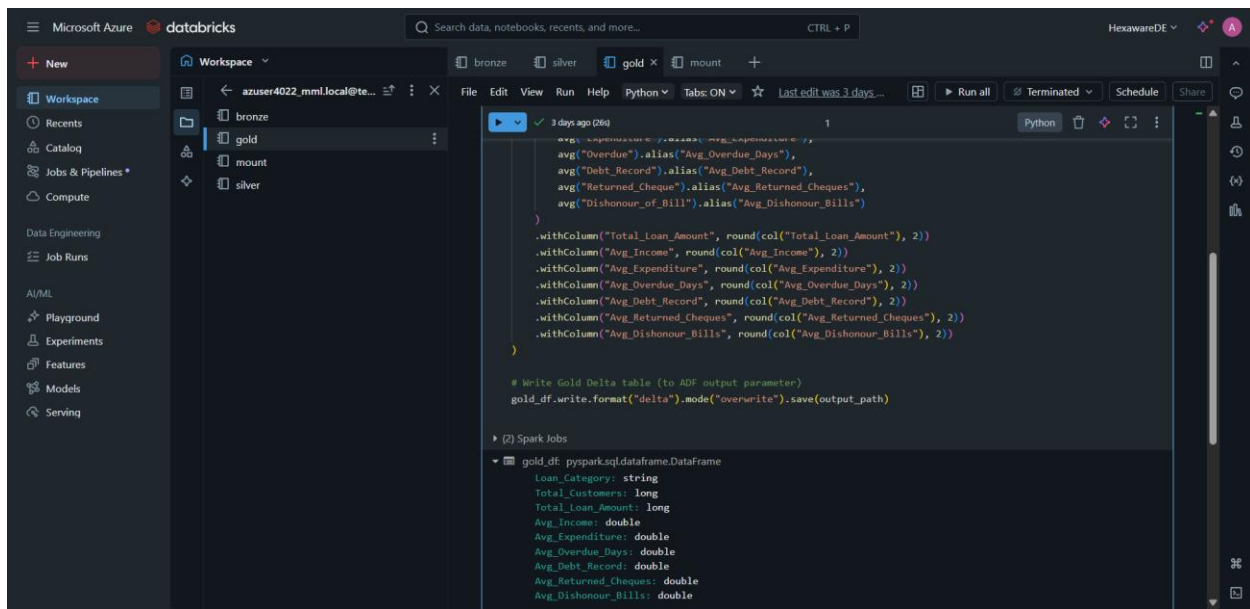 Microsoft Azure databricks Search data, notebooks, recents, and more... CTRL + P HexawareDE A
New
Workspace
Recents
Catalog
Jobs & Pipelines
Compute
Data Engineering
Job Runs
AI/ML
Playground
Experiments
Features
Models
Serving
Workspace
azuser4022_mml.local@te...
bronze
gold
mount
silver
bronze silver gold mount
File Edit View Run Help Python Tabs: ON Last edit was 3 days ... Run all Terminated Schedule Share
3 days ago (26s) 1 Python
avg("Expenditure").alias("Avg_Expenditure"),
avg("Overdue").alias("Avg_Overdue_Days"),
avg("Debt_Record").alias("Avg_Debt_Record"),
avg("Returned_Cheque").alias("Avg_Returned_Cheques"),
avg("Dishonour_of_Bill").alias("Avg_Dishonour_Bills")
)
.withColumn("Total_Loan_Amount", round(col("Total_Loan_Amount"), 2))
.withColumn("Avg_Income", round(col("Avg_Income"), 2))
.withColumn("Avg_Expenditure", round(col("Avg_Expenditure"), 2))
.withColumn("Avg_Overdue_Days", round(col("Avg_Overdue_Days"), 2))
.withColumn("Avg_Debt_Record", round(col("Avg_Debt_Record"), 2))
.withColumn("Avg_Returned_Cheques", round(col("Avg_Returned_Cheques"), 2))
.withColumn("Avg_Dishonour_Bills", round(col("Avg_Dishonour_Bills"), 2))
)
# Write Gold Delta table (to ADF output parameter)
gold_df.write.format("delta").mode("overwrite").save(output_path)
(2) Spark Jobs
gold_df: pyspark.sql.dataframe.DataFrame
Loan_Category: string
Total_Customers: long
Total_Loan_Amount: long
Avg_Income: double
Avg_Expenditure: double
Avg_Overdue_Days: double
Avg_Debt_Record: double
Avg_Returned_Cheques: double
Avg_Dishonour_Bills: double